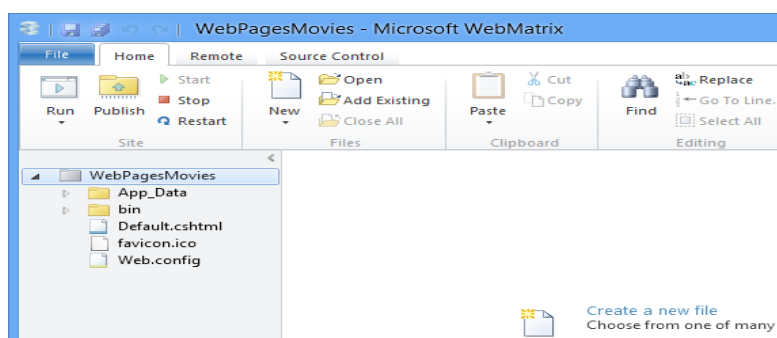 WebPagesMovies - Microsoft WebMatrix
File Home Remote Source Control
Run Publish Start Stop Restart
New Open Add Existing Close All
Paste Cut Copy
Find Replace Go To Line. Select All
Site Files Clipboard Editing
WebPagesMovies
App_Data
bin
Default.cshtml
favicon.ico
Web.config
Create a new file
Choose from one of many